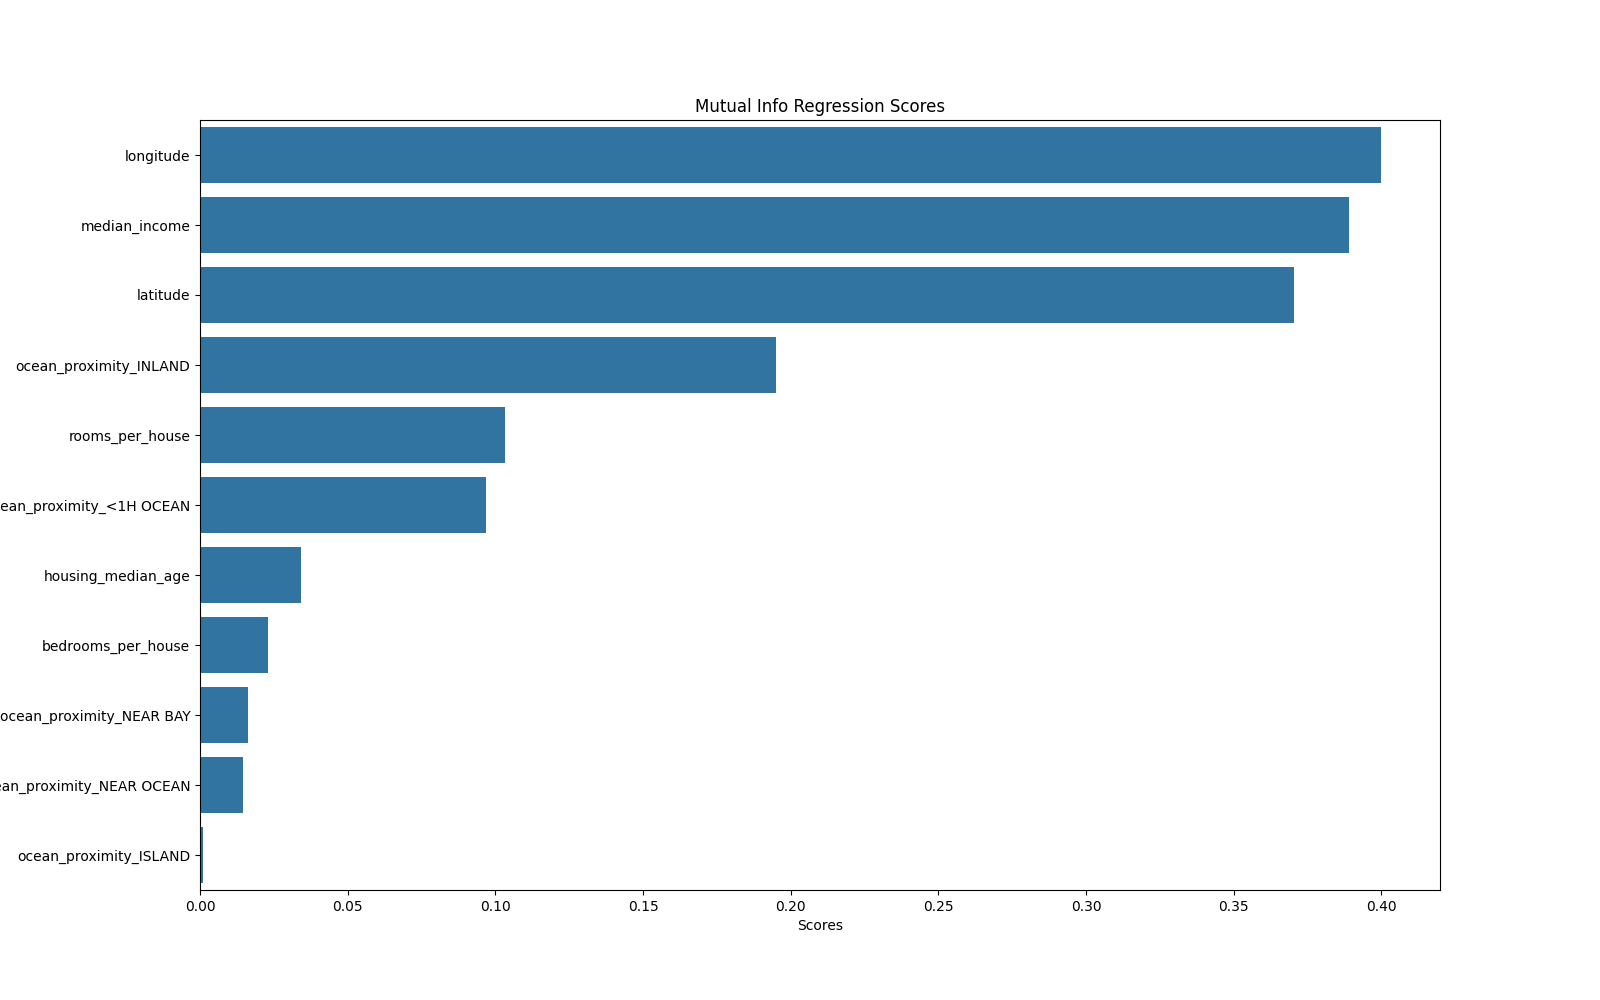 Mutual Info Regression Scores
longitude
median_income
latitude
ocean_proximity_INLAND
rooms_per_house
ean_proximity_<1H OCEAN
housing_median_age
bedrooms_per_house
ocean_proximity_NEAR BAY
ean_proximity_NEAR OCEAN
ocean_proximity_ISLAND
0.00 0.05 0.10 0.15 0.20 0.25 0.30 0.35 0.40
Scores